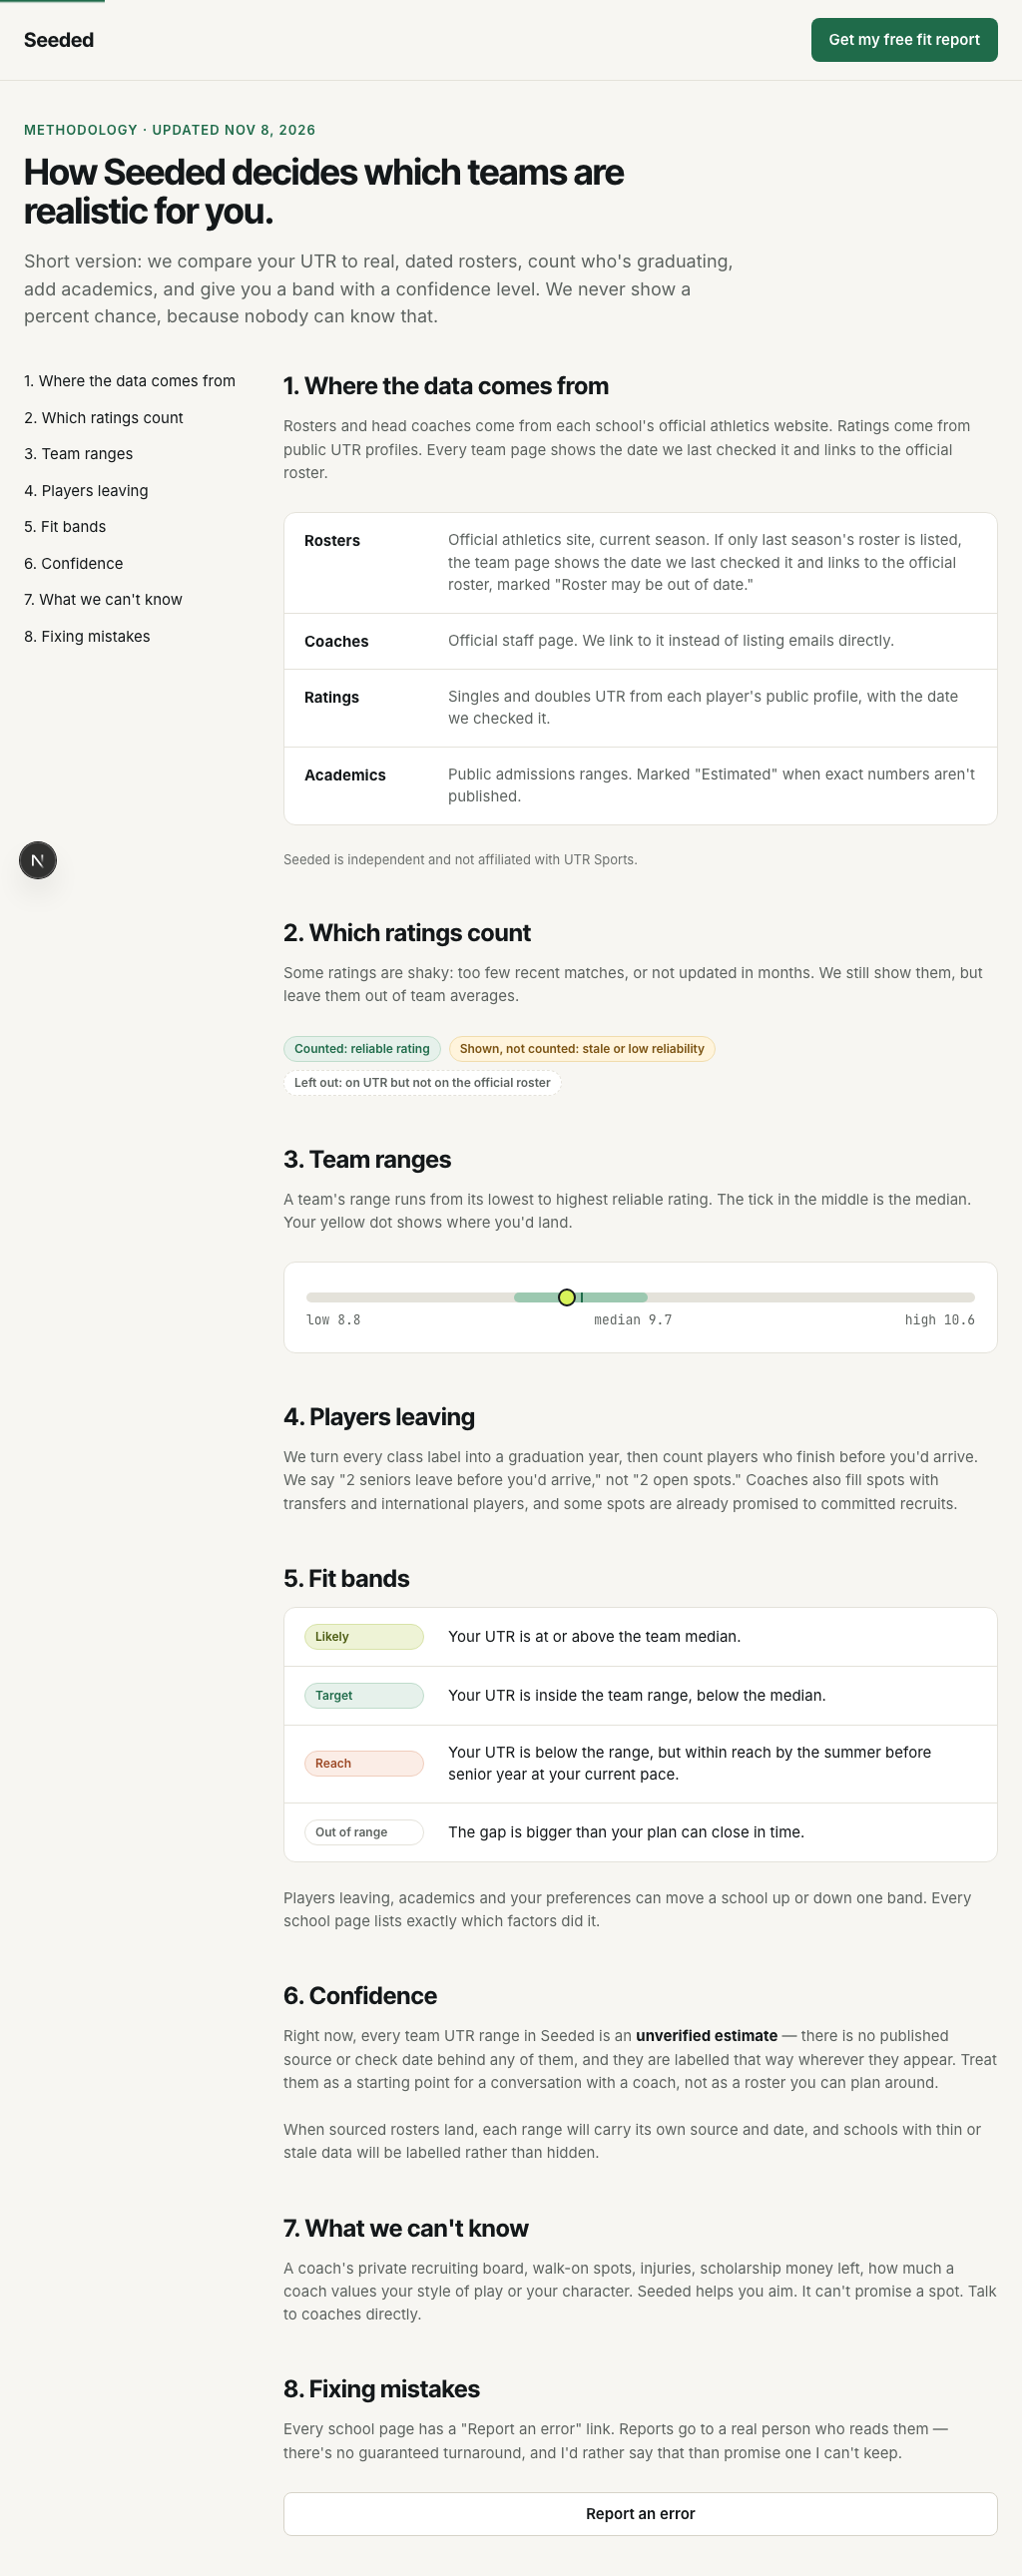 Seeded
Get my free fit report
METHODOLOGY · UPDATED NOV 8, 2026
How Seeded decides which teams are
realistic for you.
Short version: we compare your UTR to real, dated rosters, count who's graduating,
add academics, and give you a band with a confidence level. We never show a
percent chance, because nobody can know that.
1. Where the data comes from
2. Which ratings count
3. Team ranges
4. Players leaving
5. Fit bands
6. Confidence
7. What we can't know
8. Fixing mistakes
1. Where the data comes from
Rosters and head coaches come from each school's official athletics website. Ratings come from
public UTR profiles. Every team page shows the date we last checked it and links to the official
roster.
Rosters
Official athletics site, current season. If only last season's roster is listed,
the team page shows the date we last checked it and links to the official
roster, marked "Roster may be out of date."
Coaches
Official staff page. We link to it instead of listing emails directly.
Ratings
Singles and doubles UTR from each player's public profile, with the date
we checked it.
Academics
Public admissions ranges. Marked "Estimated" when exact numbers aren't
published.
Seeded is independent and not affiliated with UTR Sports.
N
2. Which ratings count
Some ratings are shaky: too few recent matches, or not updated in months. We still show them, but
leave them out of team averages.
Counted: reliable rating
Shown, not counted: stale or low reliability
Left out: on UTR but not on the official roster
3. Team ranges
A team's range runs from its lowest to highest reliable rating. The tick in the middle is the median.
Your yellow dot shows where you'd land.
low 8.8
median 9.7
high 10.6
4. Players leaving
We turn every class label into a graduation year, then count players who finish before you'd arrive.
We say "2 seniors leave before you'd arrive," not "2 open spots." Coaches also fill spots with
transfers and international players, and some spots are already promised to committed recruits.
5. Fit bands
Likely
Your UTR is at or above the team median.
Target
Your UTR is inside the team range, below the median.
Reach
Your UTR is below the range, but within reach by the summer before
senior year at your current pace.
Out of range
The gap is bigger than your plan can close in time.
Players leaving, academics and your preferences can move a school up or down one band. Every
school page lists exactly which factors did it.
6. Confidence
Right now, every team UTR range in Seeded is an unverified estimate — there is no published
source or check date behind any of them, and they are labelled that way wherever they appear. Treat
them as a starting point for a conversation with a coach, not as a roster you can plan around.
When sourced rosters land, each range will carry its own source and date, and schools with thin or
stale data will be labelled rather than hidden.
7. What we can't know
A coach's private recruiting board, walk-on spots, injuries, scholarship money left, how much a
coach values your style of play or your character. Seeded helps you aim. It can't promise a spot. Talk
to coaches directly.
8. Fixing mistakes
Every school page has a "Report an error" link. Reports go to a real person who reads them —
there's no guaranteed turnaround, and I'd rather say that than promise one I can't keep.
Report an error